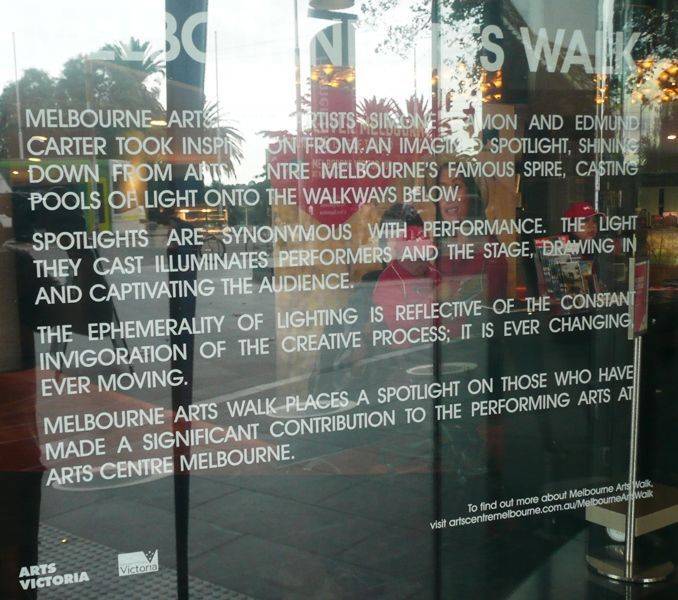 MELBOURNE ARTS WALK
MELBOURNE ARTS ARTISTS AND EDMUND
CARTER TOOK INSPIRATION FROM AN IMAGINED SPOTLIGHT, SHINING
DOWN FROM ARTS CENTRE MELBOURNE'S FAMOUS SPIRE, CASTING
POOLS OF LIGHT ONTO THE WALKWAYS BELOW.
SPOTLIGHTS ARE SYNONYMOUS WITH PERFORMANCE. THE LIGHT
THEY CAST ILLUMINATES PERFORMERS AND THE STAGE, DRAWING IN
AND CAPTIVATING THE AUDIENCE.
THE EPHEMERALITY OF LIGHTING IS REFLECTIVE OF THE CONSTANT
INVIGORATION OF THE CREATIVE PROCESS; IT IS EVER CHANGING,
EVER MOVING.
MELBOURNE ARTS WALK PLACES A SPOTLIGHT ON THOSE WHO HAVE
MADE A SIGNIFICANT CONTRIBUTION TO THE PERFORMING ARTS AT
ARTS CENTRE MELBOURNE.
To find out more about Melbourne Arts Walk,
visit artscentremelbourne.com.au/MelbourneArtsWalk
ARTS
VICTORIA
Victoria